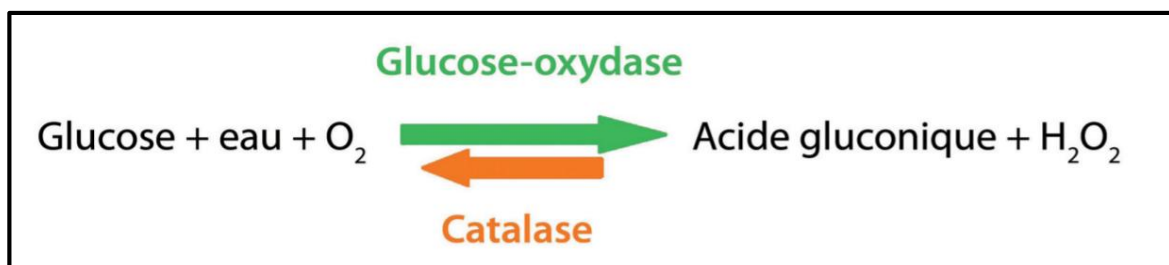 Glucose-oxydase
Glucose + eau + O₂ Acide gluconique + H₂O₂
Catalase